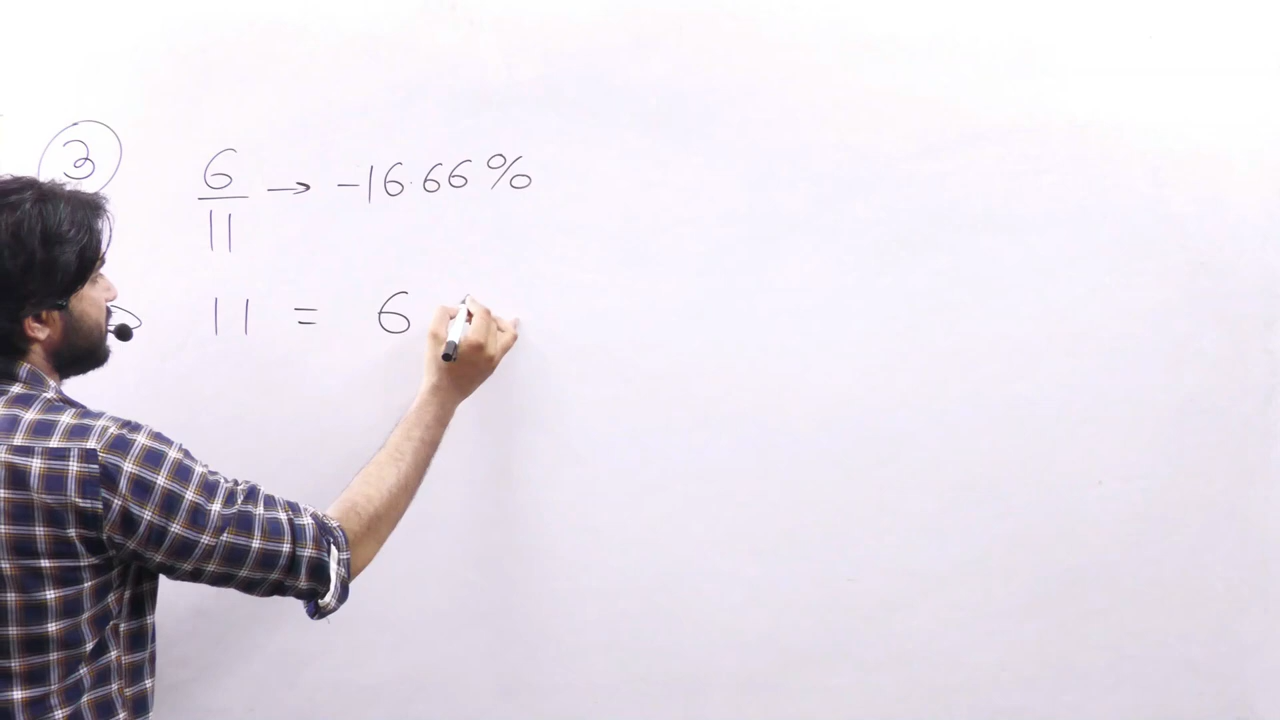 3
6/11 → -16.66%
11 = 6